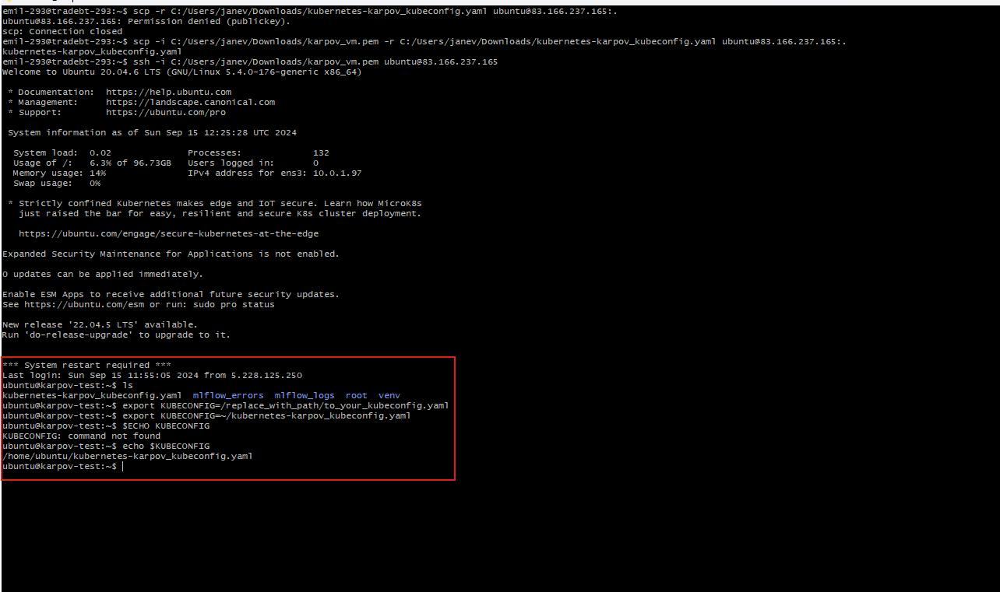 emil-293@tradebt-293:~$ scp -r C:/Users/janev/Downloads/kubernetes-karpov_kubeconfig.yaml ubuntu@83.166.237.165:.
ubuntu@83.166.237.165: Permission denied (publickey).
scp: Connection closed
emil-293@tradebt-293:~$ scp -i C:/Users/janev/Downloads/karpov_vm.pem -r C:/Users/janev/Downloads/kubernetes-karpov_kubeconfig.yaml ubuntu@83.166.237.165:.
kubernetes-karpov_kubeconfig.yaml
emil-293@tradebt-293:~$ ssh -i C:/Users/janev/Downloads/karpov_vm.pem ubuntu@83.166.237.165
Welcome to Ubuntu 20.04.6 LTS (GNU/Linux 5.4.0-176-generic x86_64)
* Documentation: https://help.ubuntu.com
* Management: https://landscape.canonical.com
* Support: https://ubuntu.com/pro
System information as of Sun Sep 15 12:25:28 UTC 2024
System load: 0.02 Processes: 132
Usage of /: 6.3% of 96.73GB Users logged in: 0
Memory usage: 14% IPv4 address for ens3: 10.0.1.97
Swap usage: 0%
* Strictly confined Kubernetes makes edge and IoT secure. Learn how MicroK8s
just raised the bar for easy, resilient and secure K8s cluster deployment.
https://ubuntu.com/engage/secure-kubernetes-at-the-edge
Expanded Security Maintenance for Applications is not enabled.
0 updates can be applied immediately.
Enable ESM Apps to receive additional future security updates.
See https://ubuntu.com/esm or run: sudo pro status
New release '22.04.5 LTS' available.
Run 'do-release-upgrade' to upgrade to it.
*** System restart required ***
Last login: Sun Sep 15 11:55:05 2024 from 5.228.125.250
ubuntu@karpov-test:~$ ls
kubernetes-karpov_kubeconfig.yaml mlflow_errors mlflow_logs root venv
ubuntu@karpov-test:~$ export KUBECONFIG=/replace_with_path/to_your_kubeconfig.yaml
ubuntu@karpov-test:~$ export KUBECONFIG=~/kubernetes-karpov_kubeconfig.yaml
ubuntu@karpov-test:~$ $ECHO KUBECONFIG
KUBECONFIG: command not found
ubuntu@karpov-test:~$ echo $KUBECONFIG
/home/ubuntu/kubernetes-karpov_kubeconfig.yaml
ubuntu@karpov-test:~$